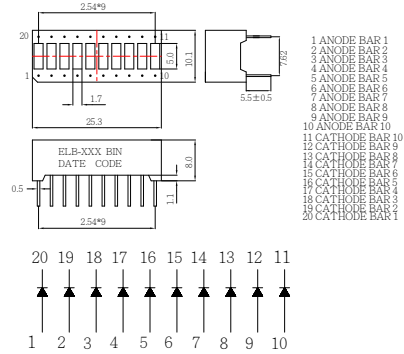 2.54*9
20
11
1
10
5.0
10.1
1.7
25.3
7.62
5.5±0.5
ELB-XXX BIN
DATE CODE
8.0
0.5
1.1
2.54*9
1 ANODE BAR 1
2 ANODE BAR 2
3 ANODE BAR 3
4 ANODE BAR 4
5 ANODE BAR 5
6 ANODE BAR 6
7 ANODE BAR 7
8 ANODE BAR 8
9 ANODE BAR 9
10 ANODE BAR 10
11 CATHODE BAR 10
12 CATHODE BAR 9
13 CATHODE BAR 8
14 CATHODE BAR 7
15 CATHODE BAR 6
16 CATHODE BAR 5
17 CATHODE BAR 4
18 CATHODE BAR 3
19 CATHODE BAR 2
20 CATHODE BAR 1
20 19 18 17 16 15 14 13 12 11
1 2 3 4 5 6 7 8 9 10